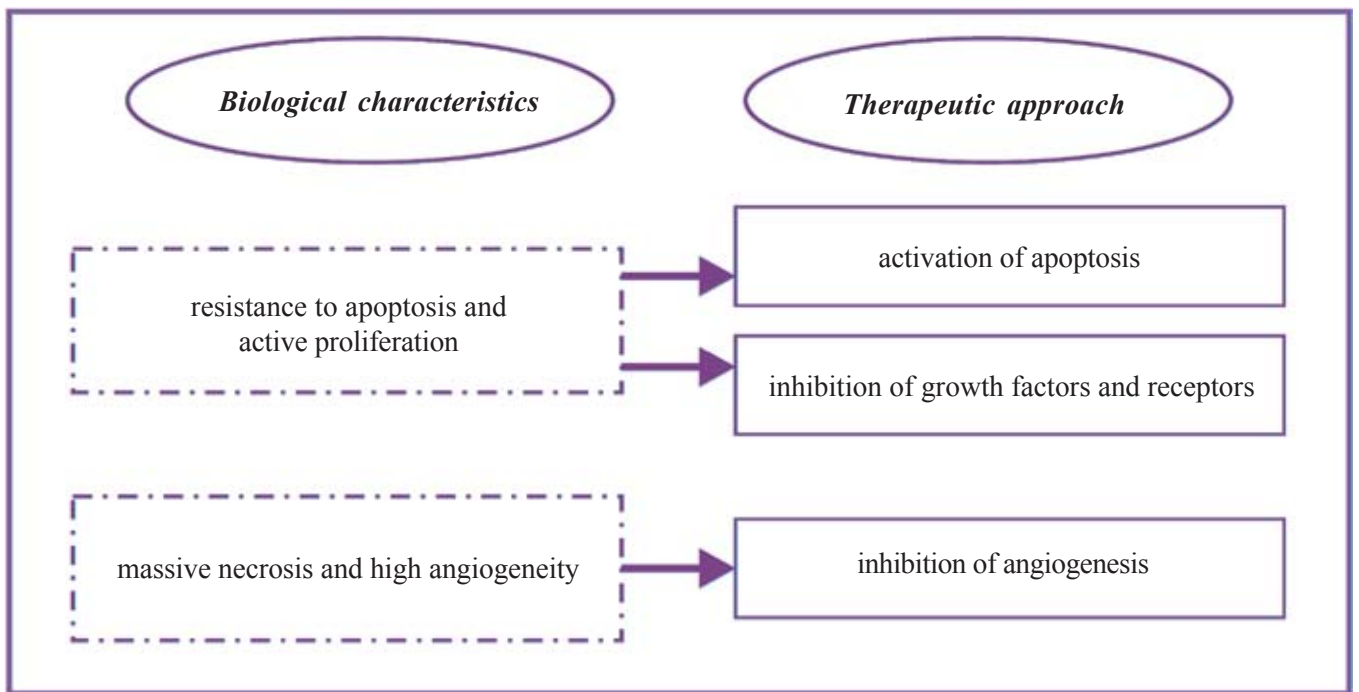 Biological characteristics
Therapeutic approach
resistance to apoptosis and
active proliferation
activation of apoptosis
inhibition of growth factors and receptors
massive necrosis and high angiogeneity
inhibition of angiogenesis